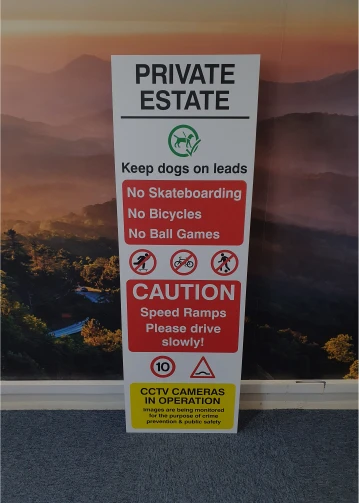 PRIVATE
ESTATE
Keep dogs on leads
No Skateboarding
No Bicycles
No Ball Games
CAUTION
Speed Ramps
Please drive
slowly!
10
CCTV CAMERAS
IN OPERATION
Images are being monitored
for the purpose of crime
prevention & public safety